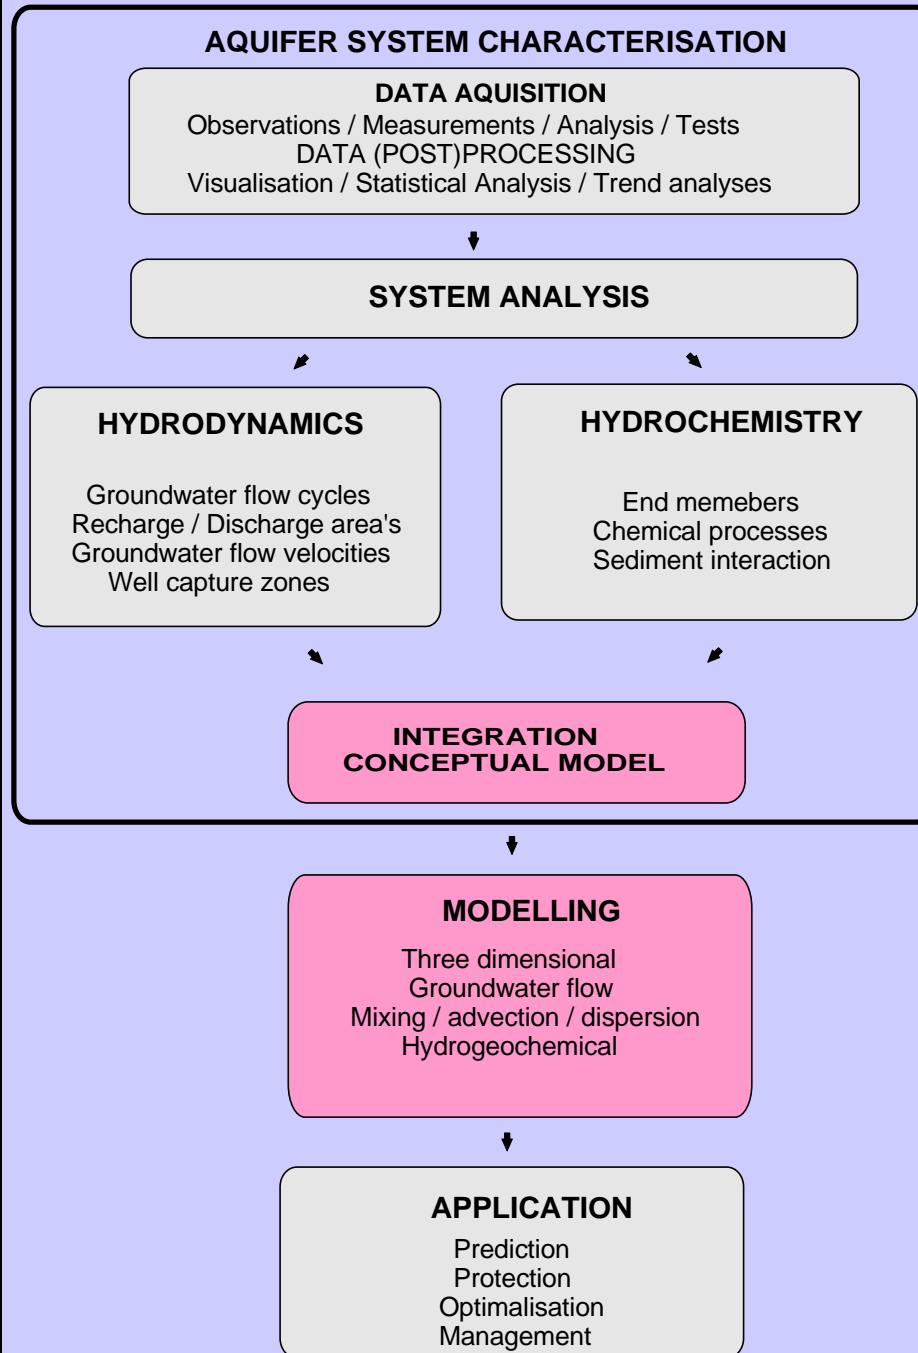 AQUIFER SYSTEM CHARACTERISATION
DATA AQUISITION
Observations / Measurements / Analysis / Tests
DATA (POST)PROCESSING
Visualisation / Statistical Analysis / Trend analyses
SYSTEM ANALYSIS
HYDRODYNAMICS
Groundwater flow cycles
Recharge / Discharge area's
Groundwater flow velocities
Well capture zones
HYDROCHEMISTRY
End memebers
Chemical processes
Sediment interaction
INTEGRATION
CONCEPTUAL MODEL
MODELLING
Three dimensional
Groundwater flow
Mixing / advection / dispersion
Hydrogeochemical
APPLICATION
Prediction
Protection
Optimalisation
Management